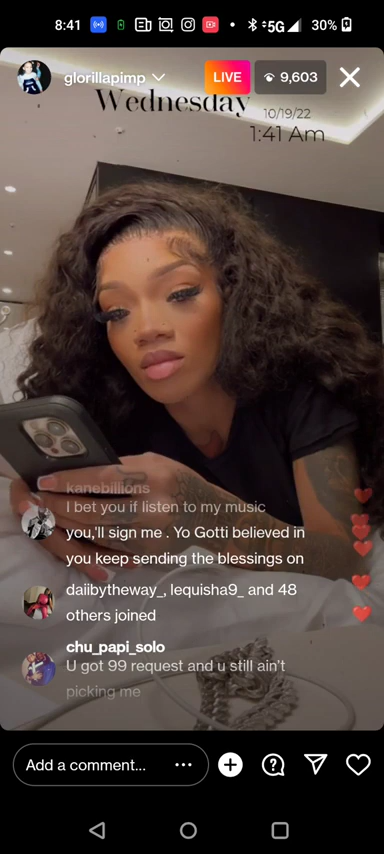 8:41
5G
30%
glorillapimp
LIVE
9,603
Wednesday
10/19/22
1:41 Am
kanebillions
I bet you if listen to my music
you,'ll sign me . Yo Gotti believed in
you keep sending the blessings on
daiibytheway_, lequisha9_ and 48
others joined
chu_papi_solo
U got 99 request and u still ain't
picking me
Add a comment...